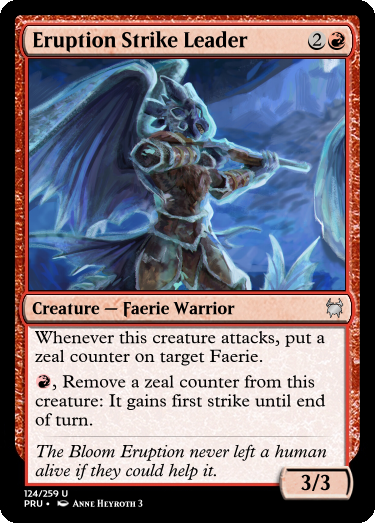 Eruption Strike Leader 2
Creature — Faerie Warrior
Whenever this creature attacks, put a
zeal counter on target Faerie.
, Remove a zeal counter from this
creature: It gains first strike until end
of turn.
The Bloom Eruption never left a human
alive if they could help it.
3/3
124/259 U
PRU • Anne Heyroth 3